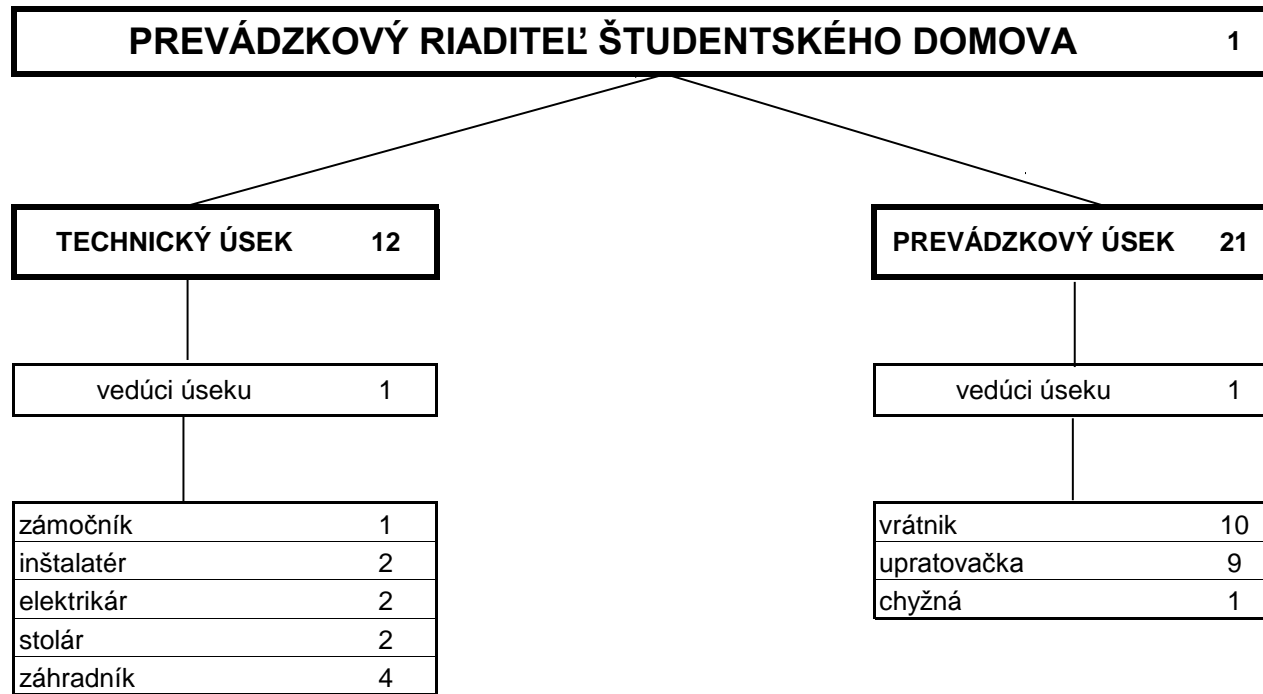 PREVÁDZKOVÝ RIADITEĽ ŠTUDENTSKÉHO DOMOVA 1
TECHNICKÝ ÚSEK 12
PREVÁDZKOVÝ ÚSEK 21
vedúci úseku 1
vedúci úseku 1
zámočník 1
inštalatér 2
elektrikár 2
stolár 2
záhradník 4
vrátnik 10
upratovačka 9
chyžná 1